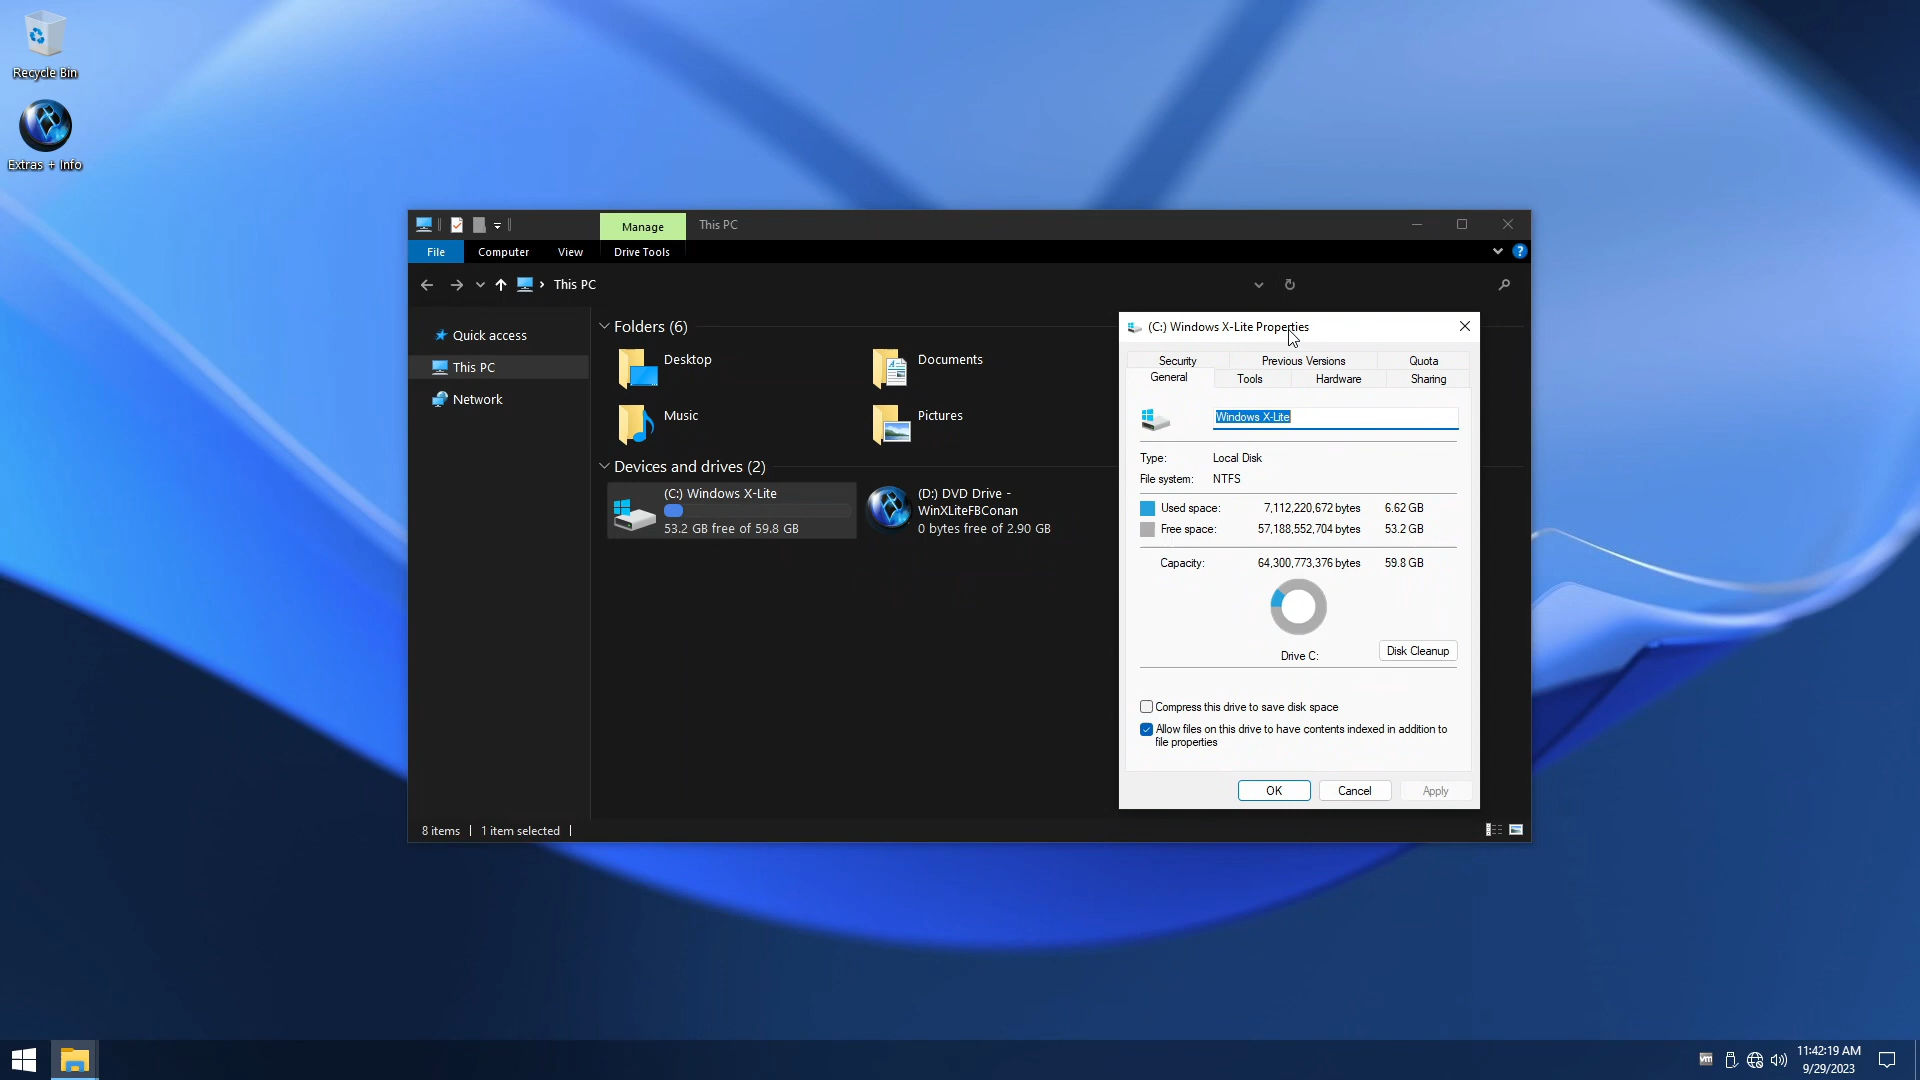 Recycle Bin
Extras + Info
Manage
This PC
File
Computer
View
Drive Tools
?
This PC
Quick access
This PC
Network
Folders (6)
Desktop
Documents
Music
Pictures
Devices and drives (2)
(C:) Windows X-Lite
53.2 GB free of 59.8 GB
(D:) DVD Drive -
WinXLiteFBConan
0 bytes free of 2.90 GB
8 items
1 item selected
(C:) Windows X-Lite Properties
Security
Previous Versions
Quota
General
Tools
Hardware
Sharing
Windows X-Lite
Type: Local Disk
File system: NTFS
Used space: 7,112,220,672 bytes 6.62 GB
Free space: 57,188,552,704 bytes 53.2 GB
Capacity: 64,300,773,376 bytes 59.8 GB
Drive C:
Disk Cleanup
Compress this drive to save disk space
Allow files on this drive to have contents indexed in addition to
file properties
OK
Cancel
Apply
vm
11:42:19 AM
9/29/2023